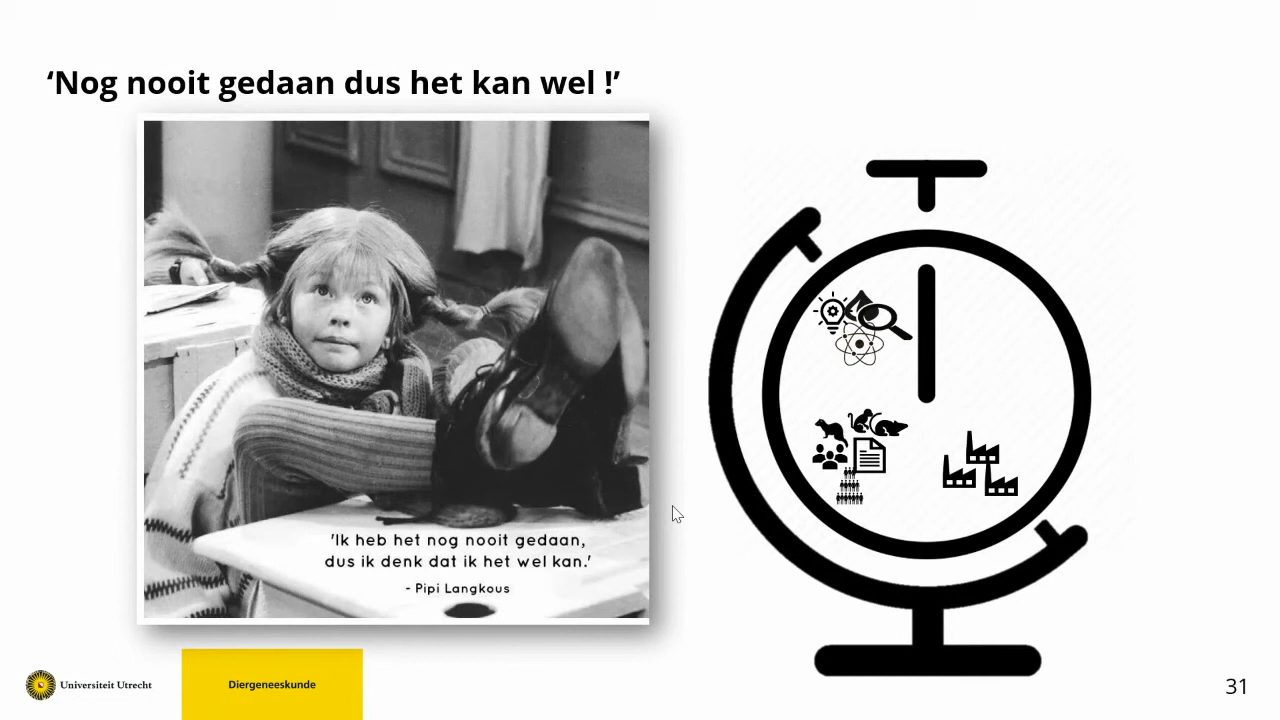 ‘Nog nooit gedaan dus het kan wel !’
'Ik heb het nog nooit gedaan,
dus ik denk dat ik het wel kan.'
- Pipi Langkous
Universiteit Utrecht
Diergeneeskunde
31